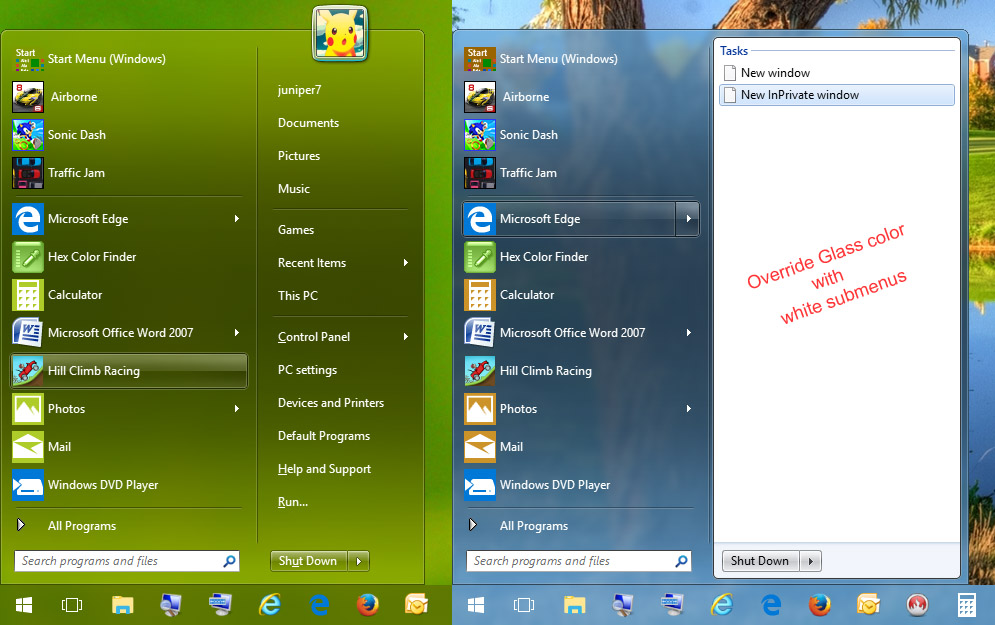 Start
Start Menu (Windows)
8
Airborne
Sonic Dash
Traffic Jam
Microsoft Edge
Hex Color Finder
Calculator
Microsoft Office Word 2007
Hill Climb Racing
Photos
Mail
Windows DVD Player
All Programs
Search programs and files
juniper7
Documents
Pictures
Music
Games
Recent Items
This PC
Control Panel
PC settings
Devices and Printers
Default Programs
Help and Support
Run...
Shut Down
Start
Start Menu (Windows)
8
Airborne
Sonic Dash
Traffic Jam
Microsoft Edge
Hex Color Finder
Calculator
Microsoft Office Word 2007
Hill Climb Racing
Photos
Mail
Windows DVD Player
All Programs
Search programs and files
Tasks
New window
New InPrivate window
Override Glass color
with
white submenus
Shut Down